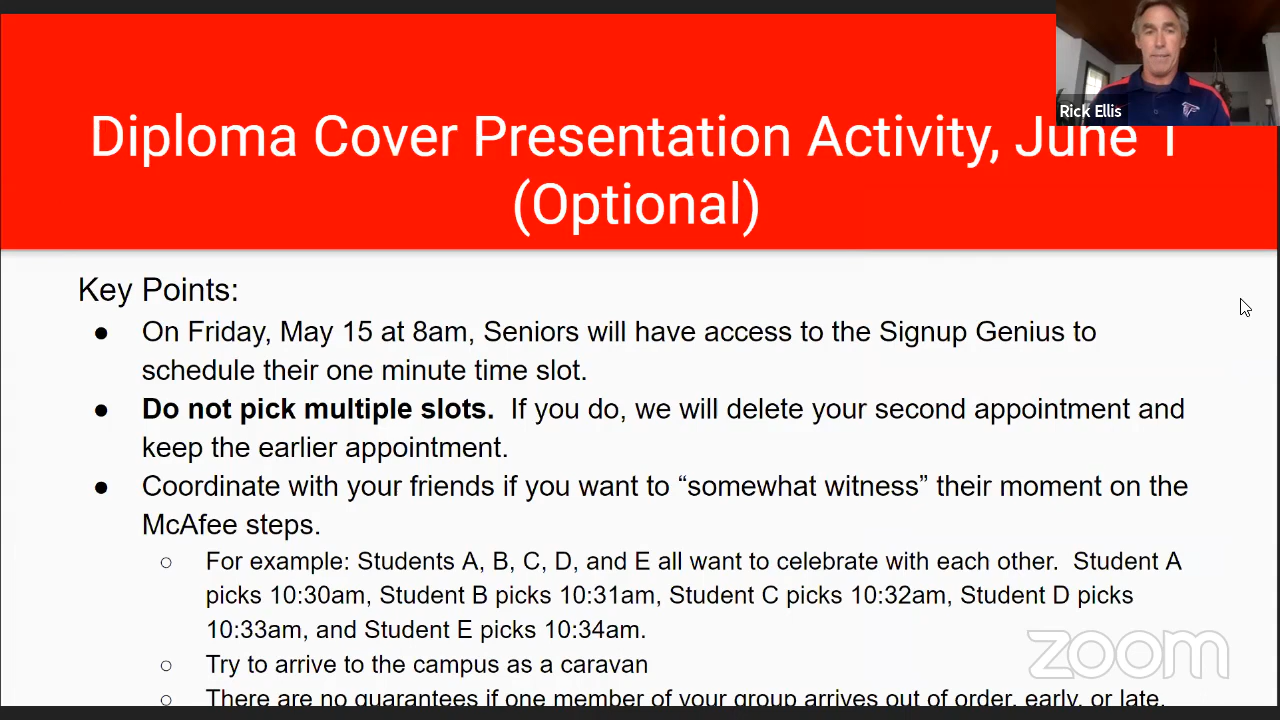 Rick Ellis
Diploma Cover Presentation Activity, June 1
(Optional)
Key Points:
● On Friday, May 15 at 8am, Seniors will have access to the Signup Genius to
schedule their one minute time slot.
● Do not pick multiple slots. If you do, we will delete your second appointment and
keep the earlier appointment.
● Coordinate with your friends if you want to “somewhat witness” their moment on the
McAfee steps.
○ For example: Students A, B, C, D, and E all want to celebrate with each other. Student A
picks 10:30am, Student B picks 10:31am, Student C picks 10:32am, Student D picks
10:33am, and Student E picks 10:34am.
○ Try to arrive to the campus as a caravan
○ There are no guarantees if one member of your group arrives out of order, early, or late.
zoom